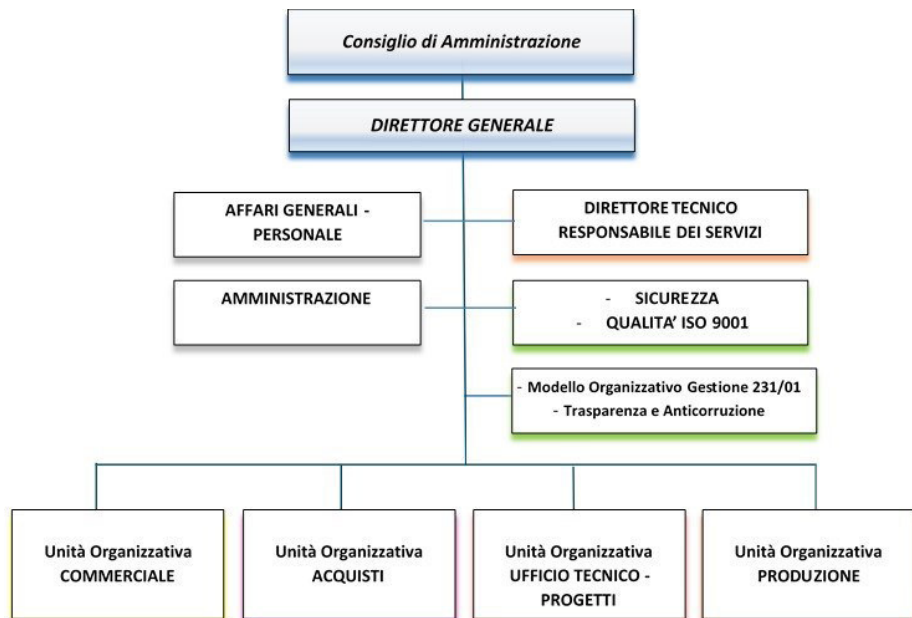 Consiglio di Amministrazione
DIRETTORE GENERALE
AFFARI GENERALI -
PERSONALE
DIRETTORE TECNICO
RESPONSABILE DEI SERVIZI
AMMINISTRAZIONE
- SICUREZZA
- QUALITA’ ISO 9001
- Modello Organizzativo Gestione 231/01
- Trasparenza e Anticorruzione
Unità Organizzativa
COMMERCIALE
Unità Organizzativa
ACQUISTI
Unità Organizzativa
UFFICIO TECNICO -
PROGETTI
Unità Organizzativa
PRODUZIONE